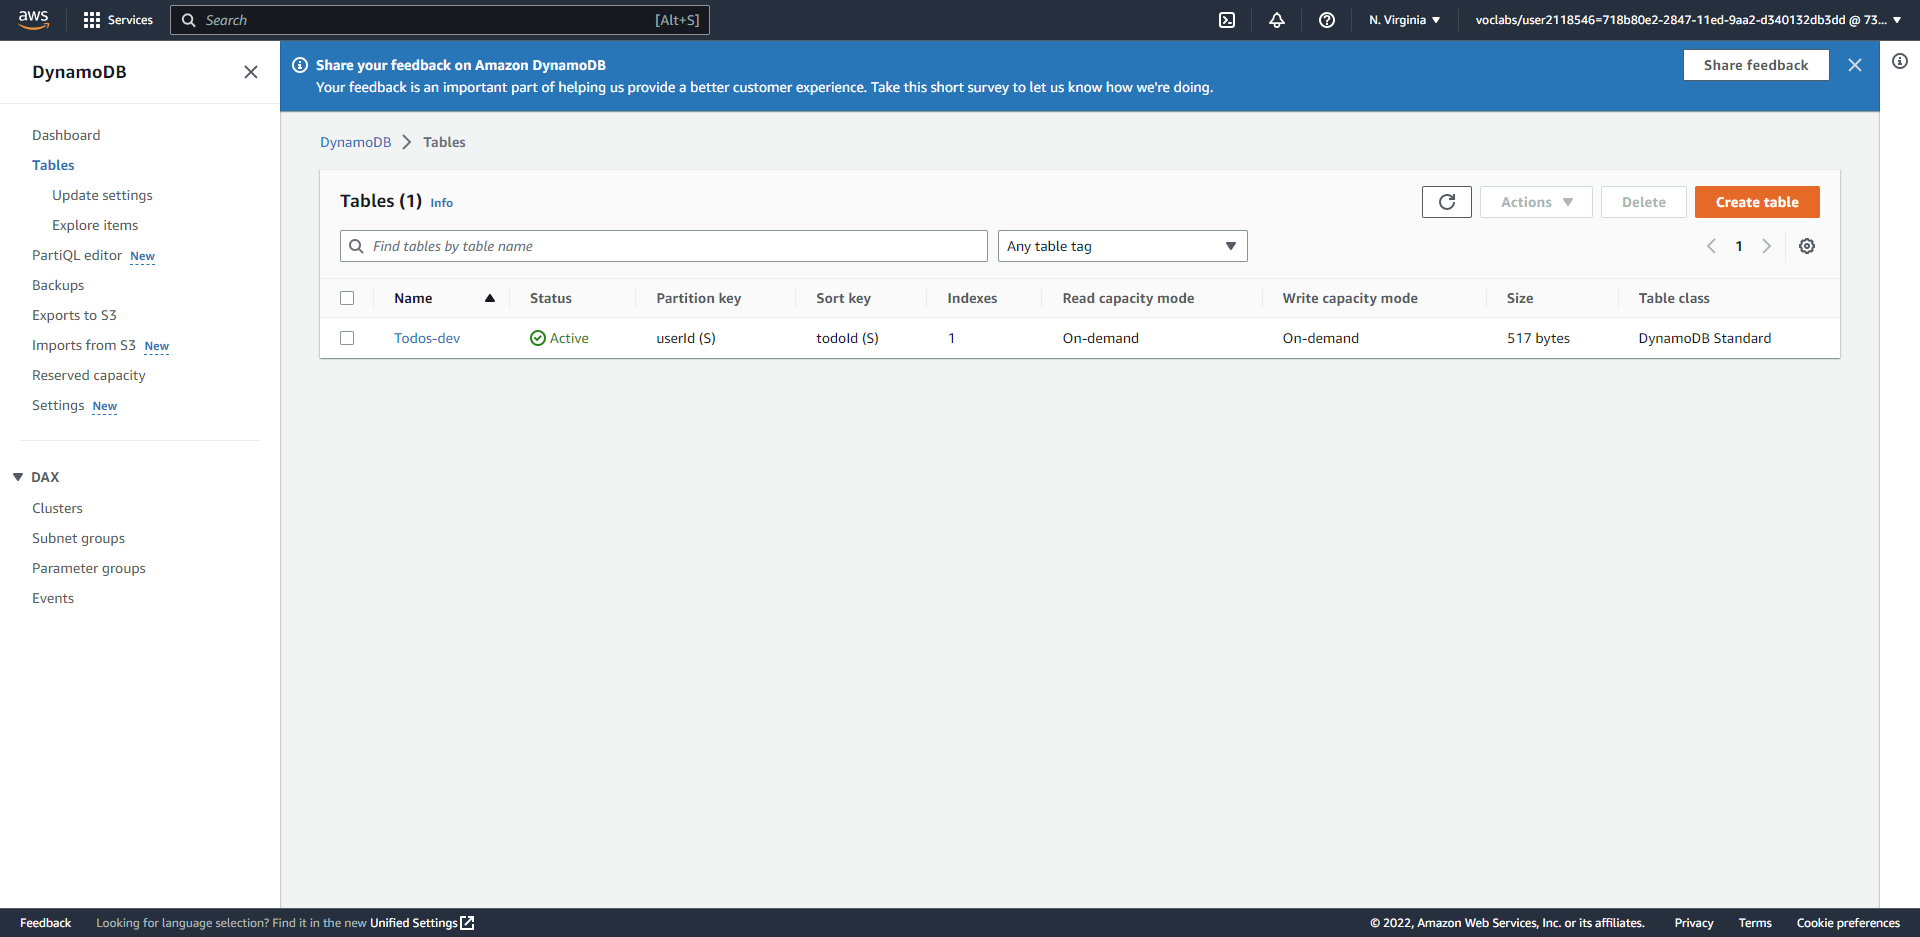 aws Services Search [Alt+S] N. Virginia voclabs/user2118546=718b80e2-2847-11ed-9aa2-d340132db3dd @ 73...
DynamoDB
Dashboard
Tables
Update settings
Explore items
PartiQL editor New
Backups
Exports to S3
Imports from S3 New
Reserved capacity
Settings New
DAX
Clusters
Subnet groups
Parameter groups
Events
Share your feedback on Amazon DynamoDB
Your feedback is an important part of helping us provide a better customer experience. Take this short survey to let us know how we're doing.
Share feedback
DynamoDB Tables
Tables (1) Info
Actions Delete Create table
Find tables by table name Any table tag 1
Name Status Partition key Sort key Indexes Read capacity mode Write capacity mode Size Table class
Todos-dev Active userId (S) todoId (S) 1 On-demand On-demand 517 bytes DynamoDB Standard
Feedback Looking for language selection? Find it in the new Unified Settings © 2022, Amazon Web Services, Inc. or its affiliates. Privacy Terms Cookie preferences